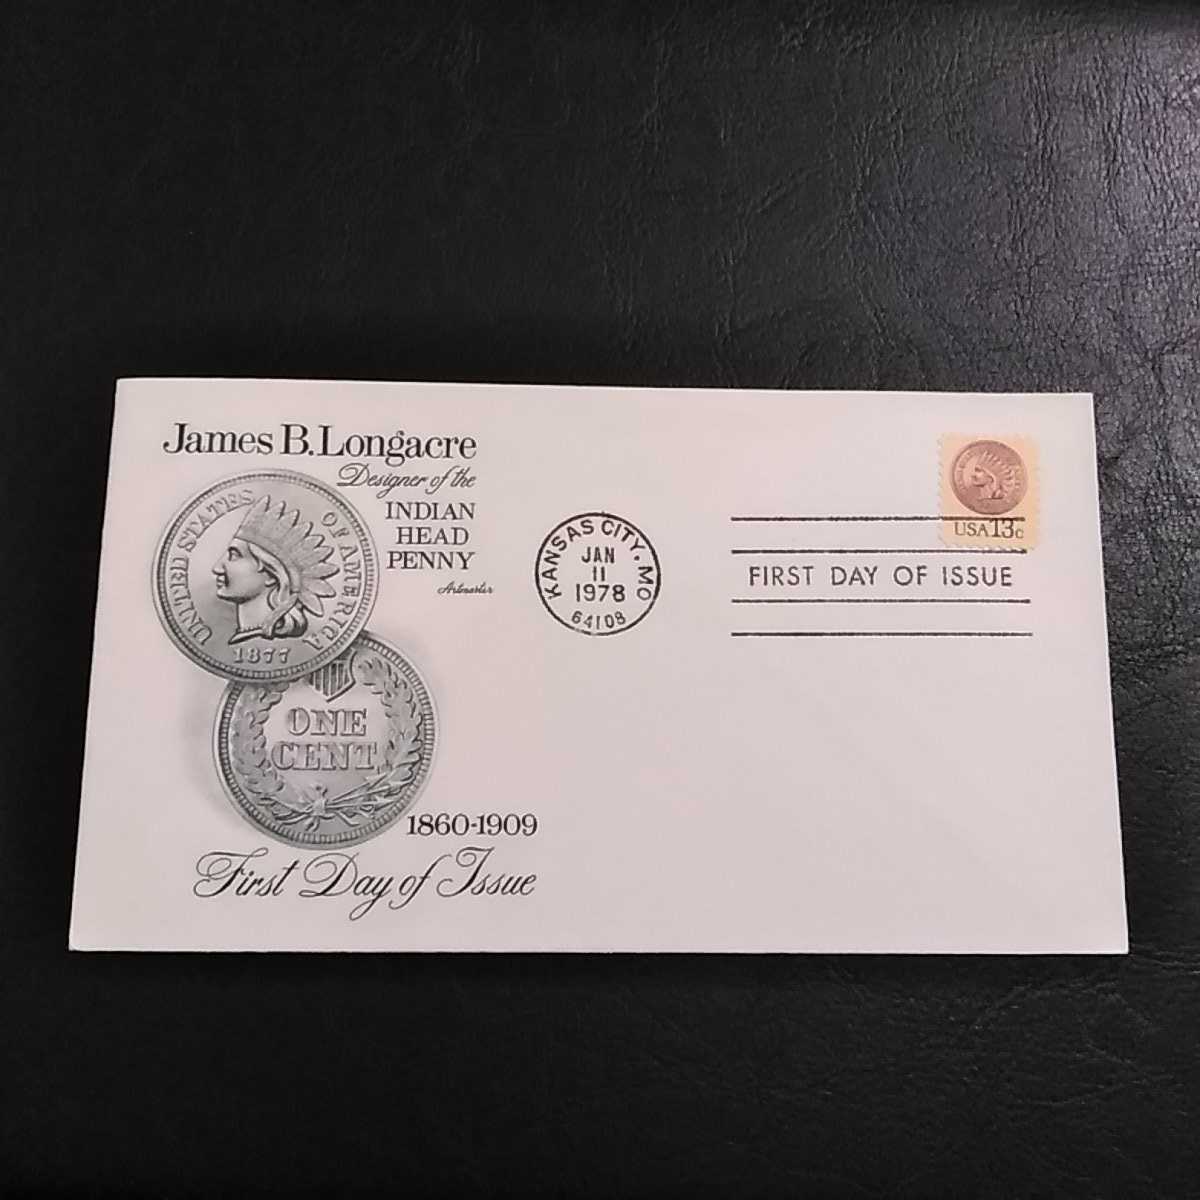 James B. Longacre
Designer of the
INDIAN
HEAD
PENNY
Artmaster
UNITED STATES OF AMERICA
1877
ONE
CENT
1860-1909
First Day of Issue
KANSAS CITY, MO
JAN
11
1978
64108
USA 13c
FIRST DAY OF ISSUE